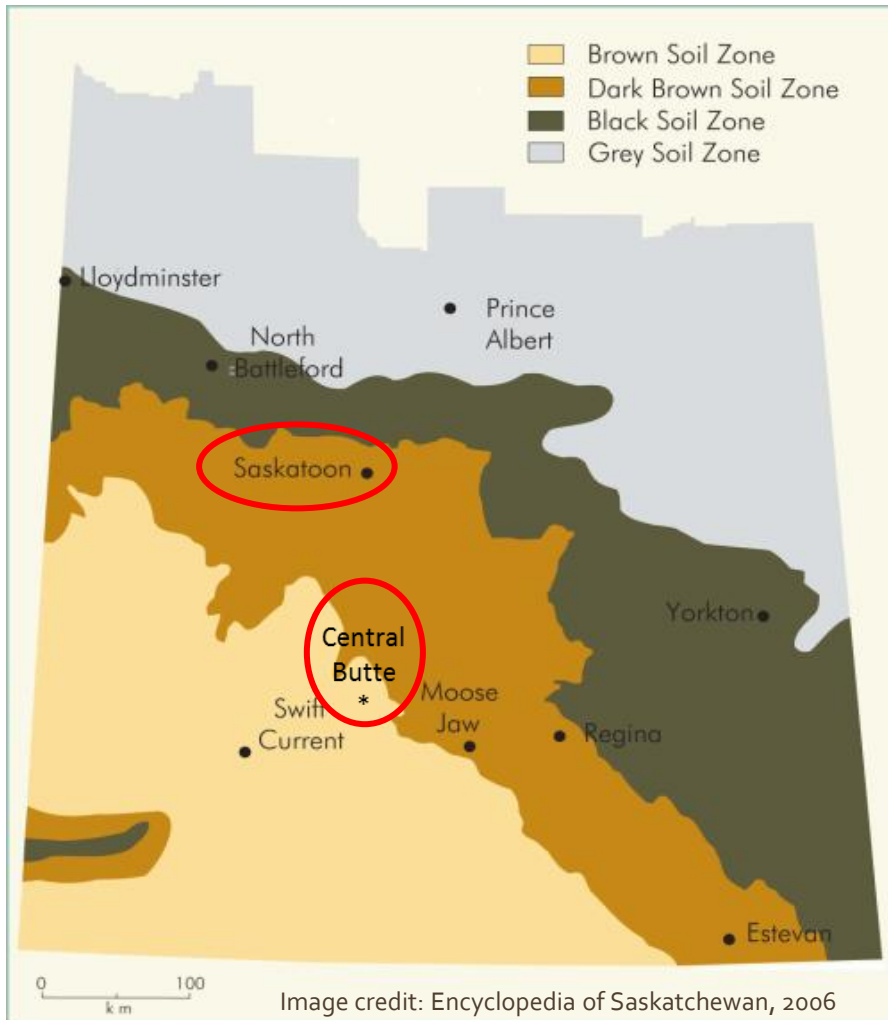 Brown Soil Zone
Dark Brown Soil Zone
Black Soil Zone
Grey Soil Zone
Lloydminster
Prince
Albert
North
Battleford
Saskatoon
Yorkton
Central
Butte
*
Swift
Current
Moose
Jaw
Regina
Estevan
0 100
km
Image credit: Encyclopedia of Saskatchewan, 2006